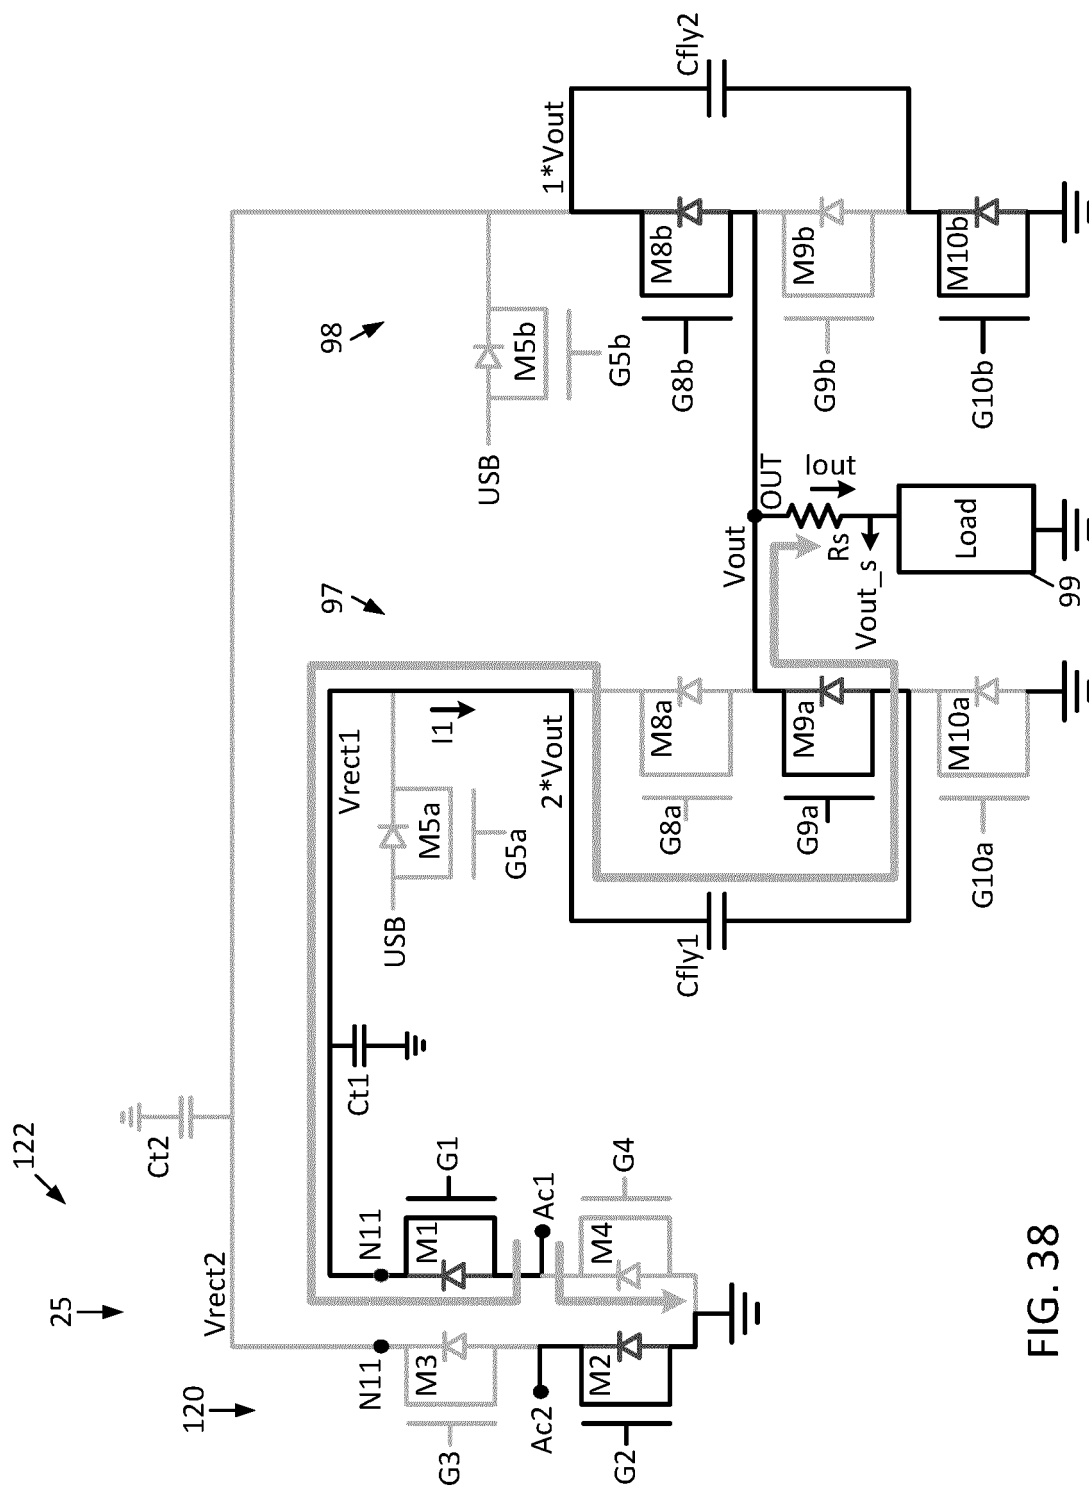 122
25
120
Vrect2
Ct2
N11
N11
G3
M3
M1
G1
Ac2
Ac1
G2
M2
M4
G4
Ct1
Vrect1
97
98
USB
M5a
G5a
I1
USB
M5b
G5b
2*Vout
1*Vout
Cfly1
Cfly2
G8a
M8a
G8b
M8b
Vout
OUT
G9a
M9a
G9b
M9b
Rs
Iout
Vout_s
G10a
M10a
G10b
M10b
Load
99
FIG. 38